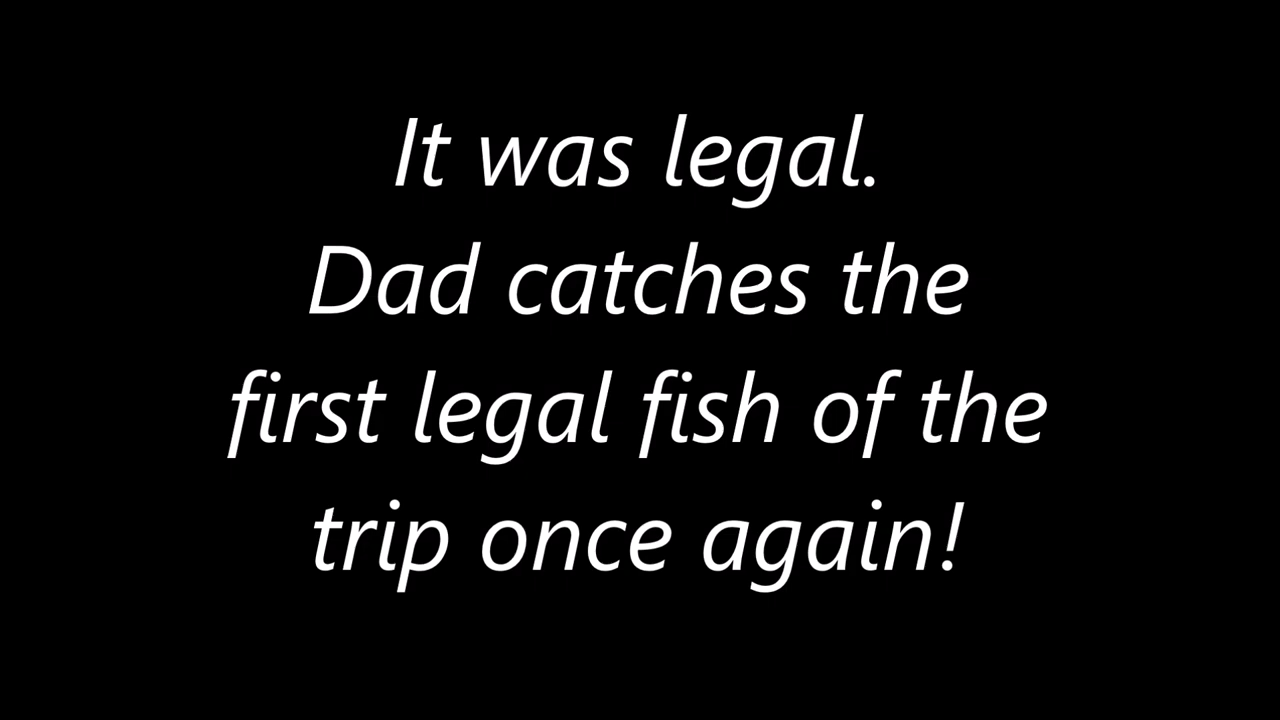 It was legal.
Dad catches the
first legal fish of the
trip once again!